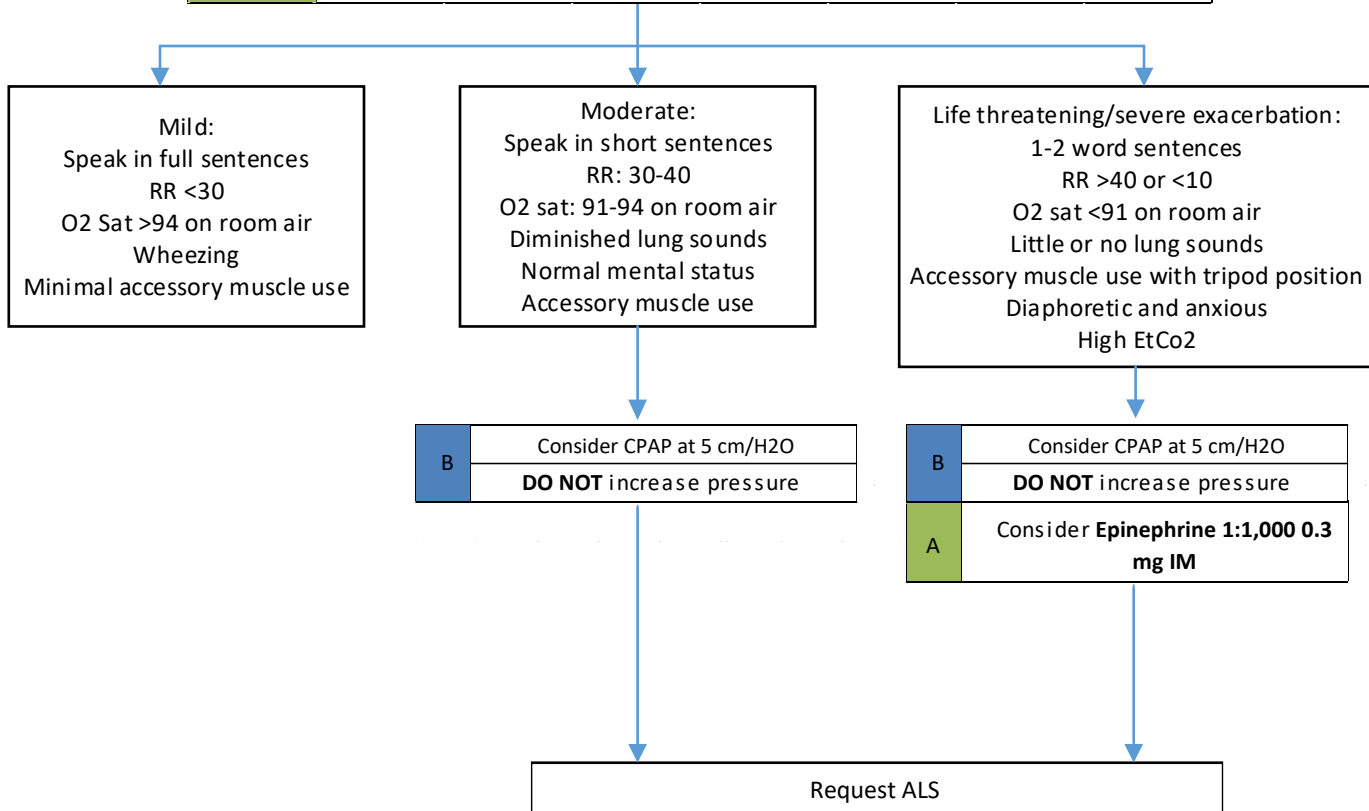 Mild:
Speak in full sentences
RR <30
O2 Sat >94 on room air
Wheezing
Minimal accessory muscle use
Moderate:
Speak in short sentences
RR: 30-40
O2 sat: 91-94 on room air
Diminished lung sounds
Normal mental status
Accessory muscle use
Life threatening/severe exacerbation:
1-2 word sentences
RR >40 or <10
O2 sat <91 on room air
Little or no lung sounds
Accessory muscle use with tripod position
Diaphoretic and anxious
High EtCo2
B
Consider CPAP at 5 cm/H2O
DO NOT increase pressure
B
Consider CPAP at 5 cm/H2O
DO NOT increase pressure
A
Consider Epinephrine 1:1,000 0.3
mg IM
Request ALS